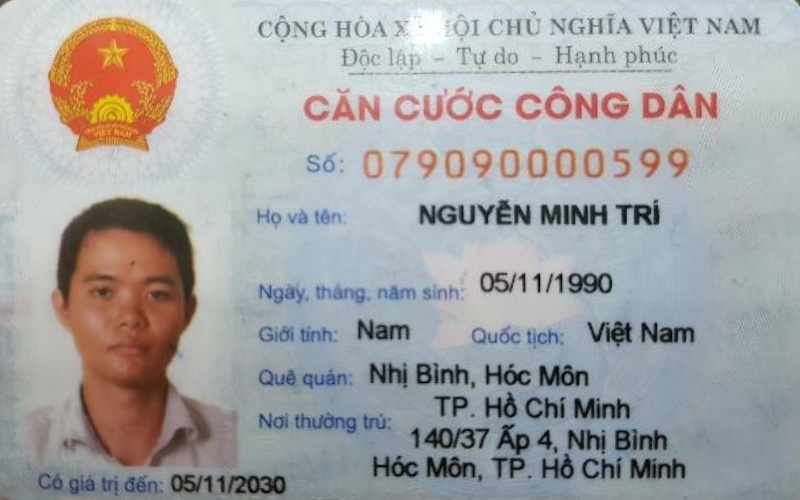 CỘNG HÒA XÃ HỘI CHỦ NGHĨA VIỆT NAM
Độc lập - Tự do - Hạnh phúc
CĂN CƯỚC CÔNG DÂN
Số: 079090000599
Họ và tên: NGUYỄN MINH TRÍ
Ngày, tháng, năm sinh: 05/11/1990
Giới tính: Nam Quốc tịch: Việt Nam
Quê quán: Nhị Bình, Hóc Môn
TP. Hồ Chí Minh
Nơi thường trú: 140/37 Ấp 4, Nhị Bình
Hóc Môn, TP. Hồ Chí Minh
Có giá trị đến: 05/11/2030
VIỆT NAM